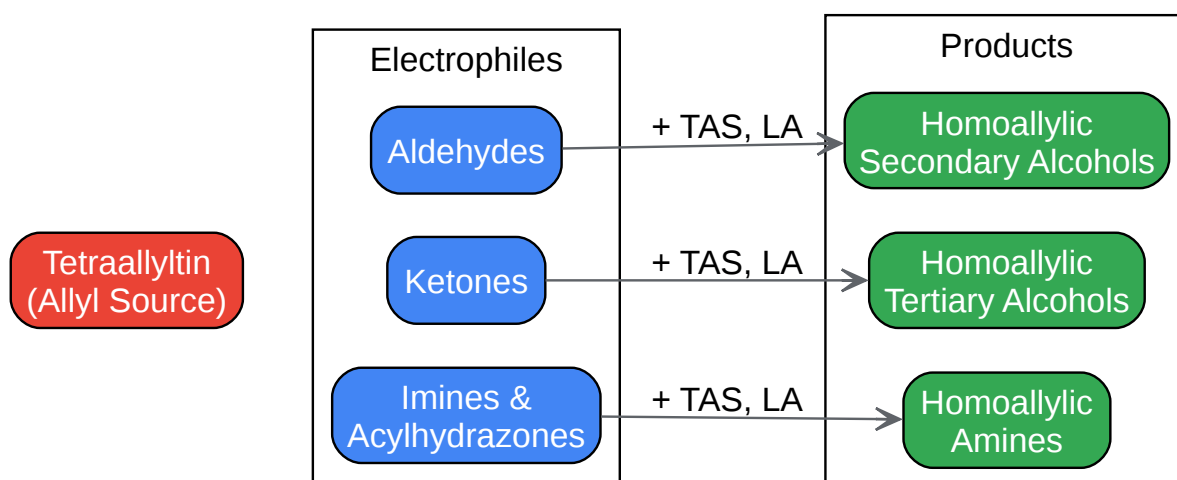 Electrophiles
Products
Tetraallyltin
(Allyl Source)
Aldehydes
+ TAS, LA
Homoallylic
Secondary Alcohols
Ketones
+ TAS, LA
Homoallylic
Tertiary Alcohols
Imines &
Acylhydrazones
+ TAS, LA
Homoallylic
Amines